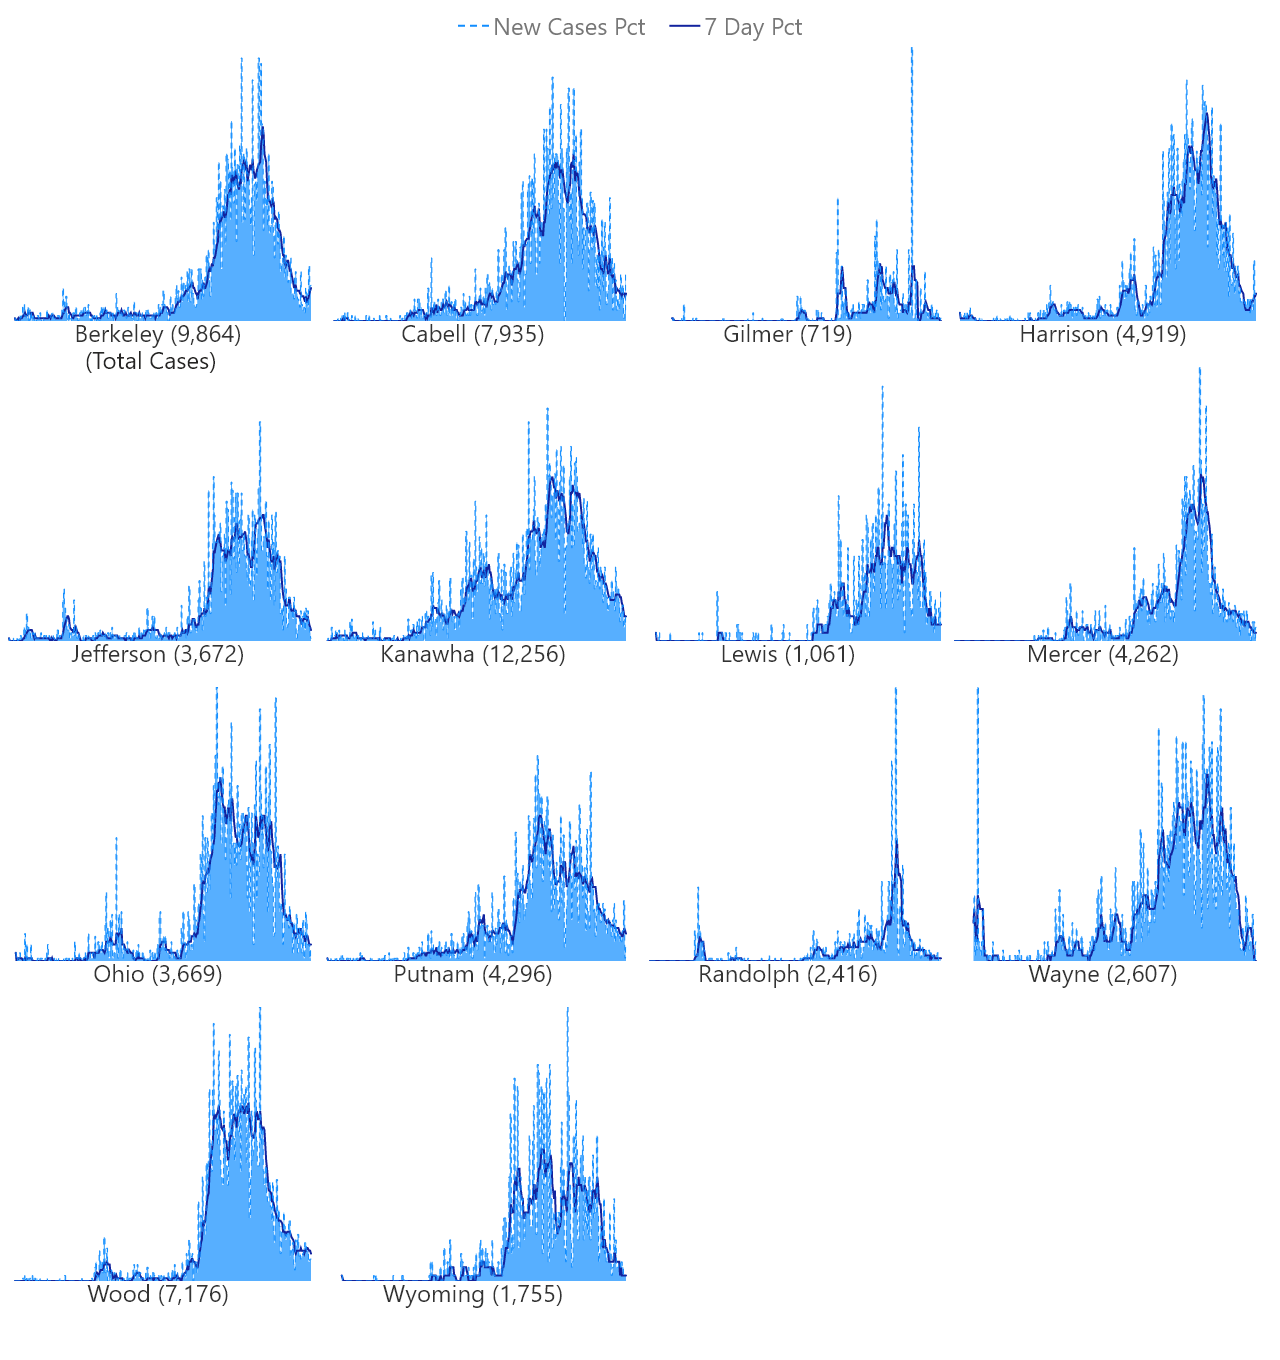 New Cases Pct 7 Day Pct
Berkeley (9,864) Cabell (7,935) Gilmer (719) Harrison (4,919)
(Total Cases)
Jefferson (3,672) Kanawha (12,256) Lewis (1,061) Mercer (4,262)
Ohio (3,669) Putnam (4,296) Randolph (2,416) Wayne (2,607)
Wood (7,176) Wyoming (1,755)